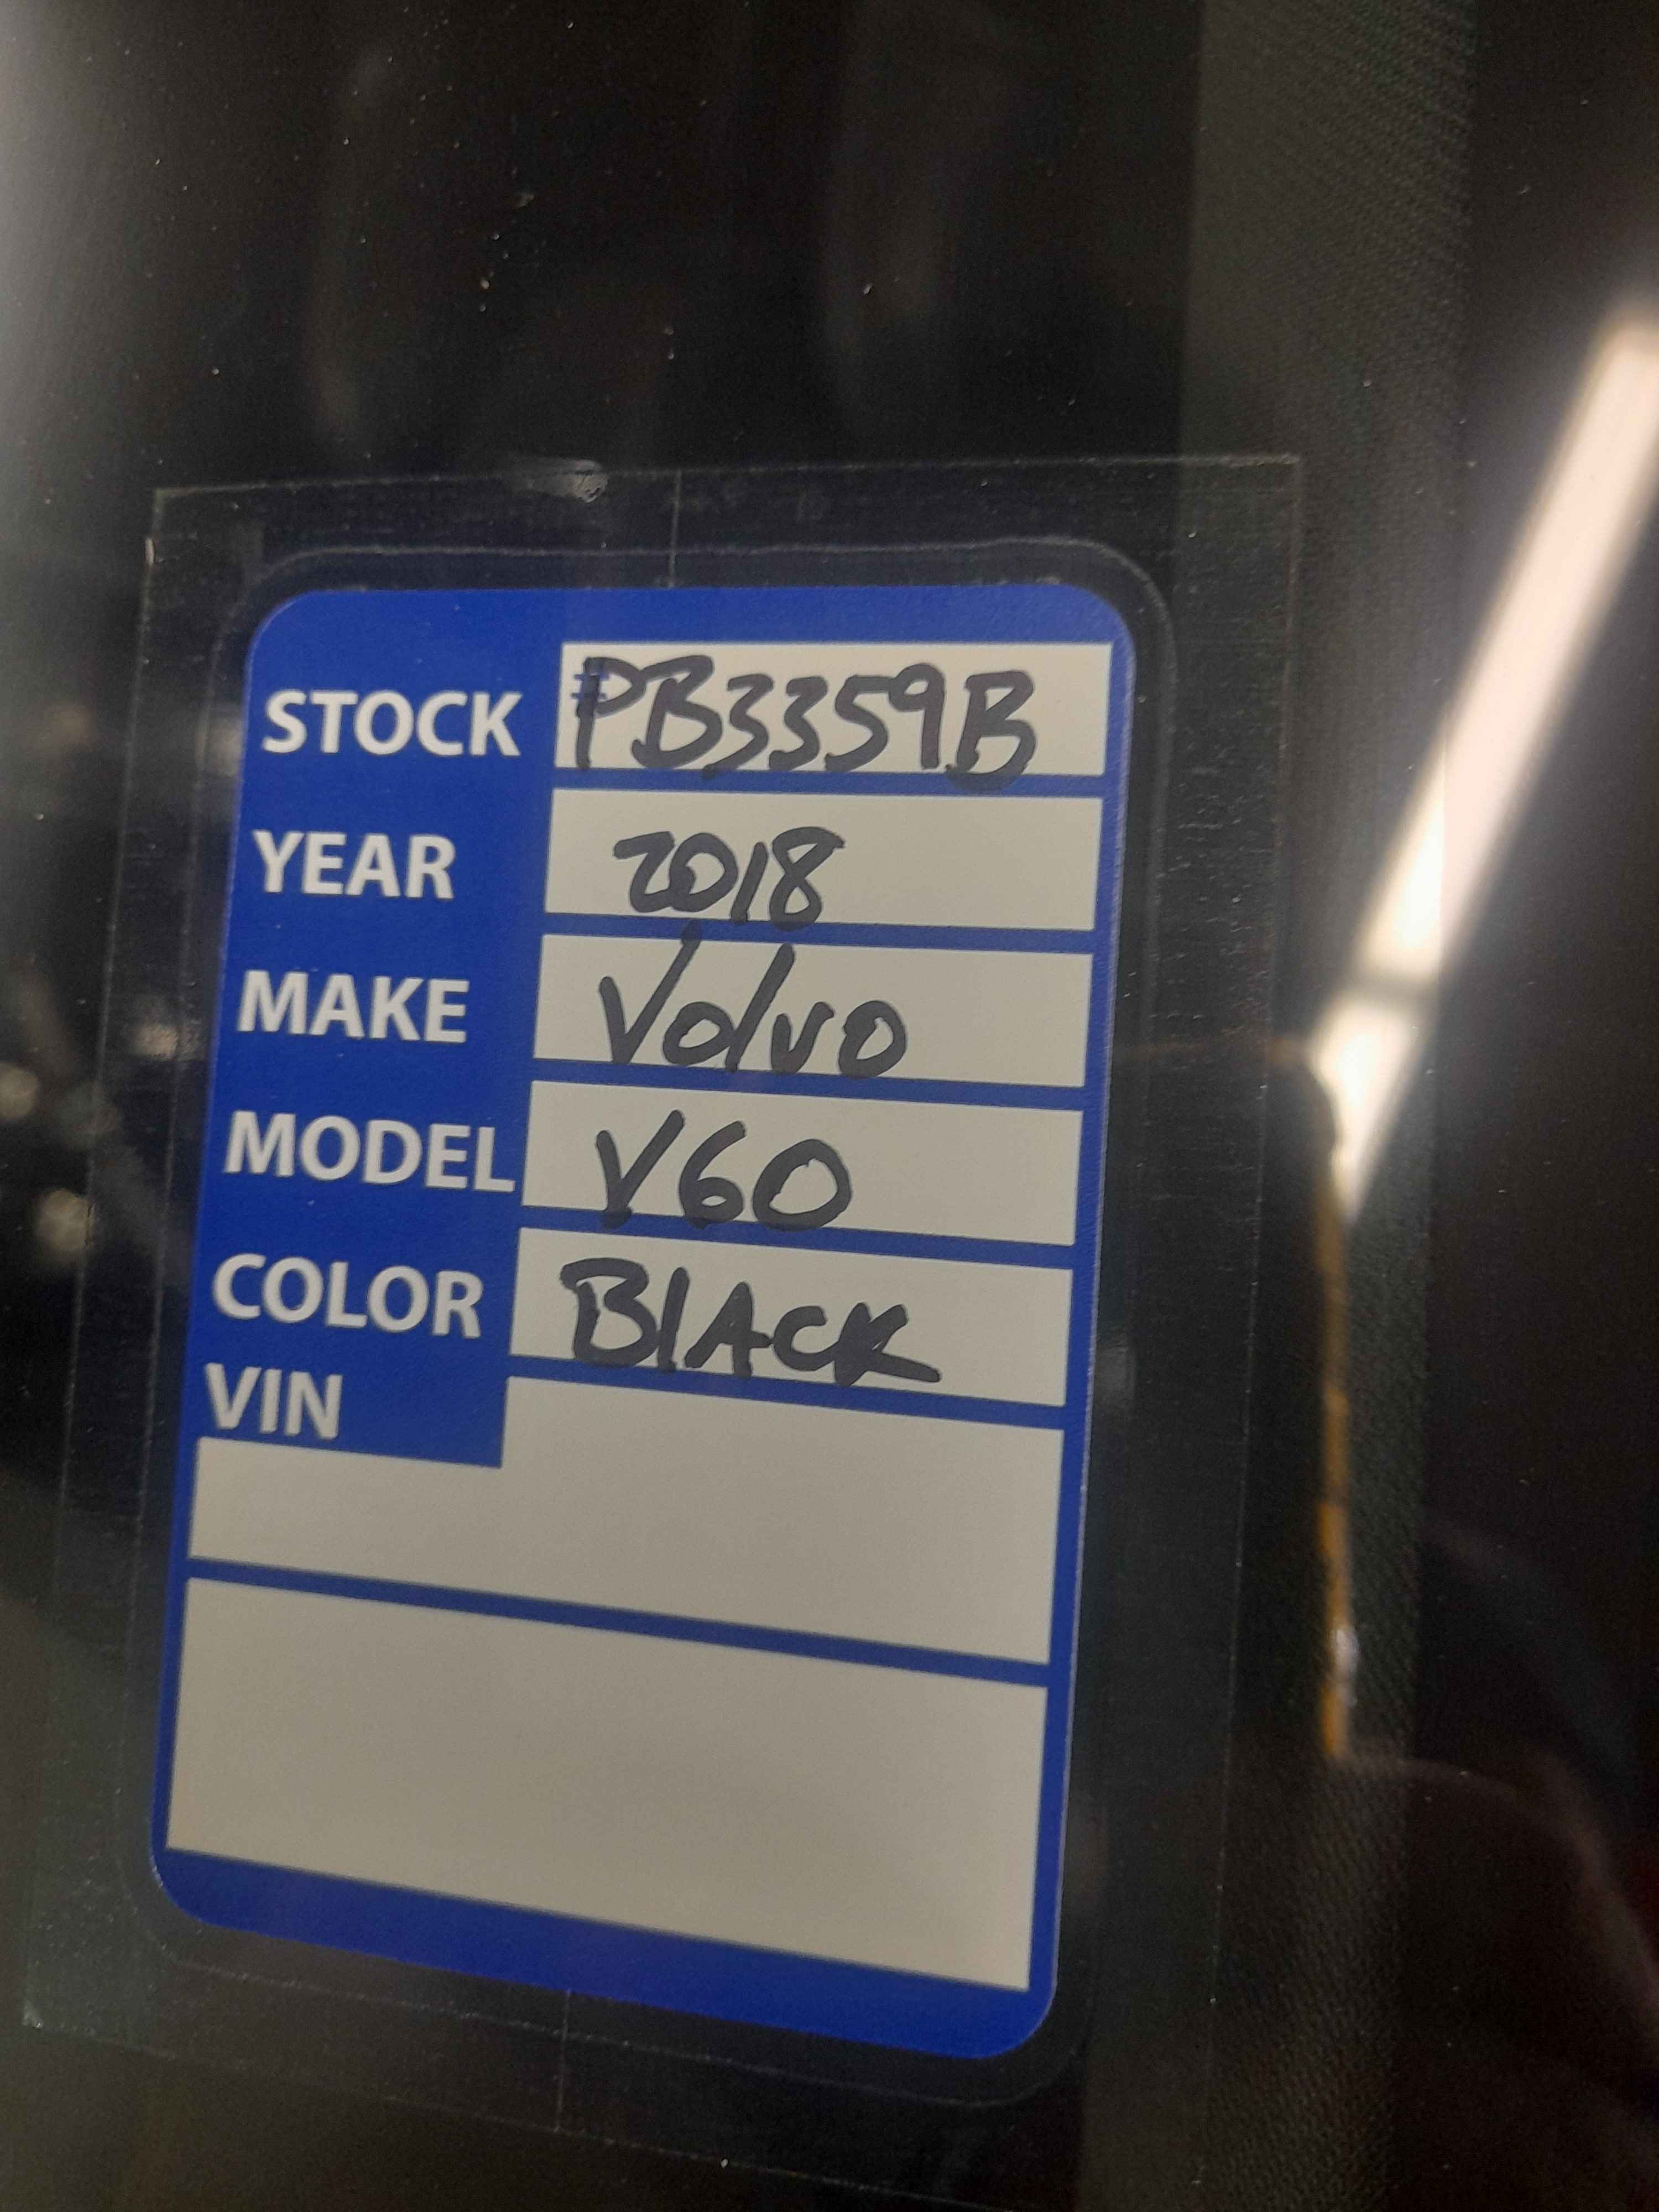 STOCK #PB3359B
YEAR 2018
MAKE Volvo
MODEL V60
COLOR BlACK
VIN